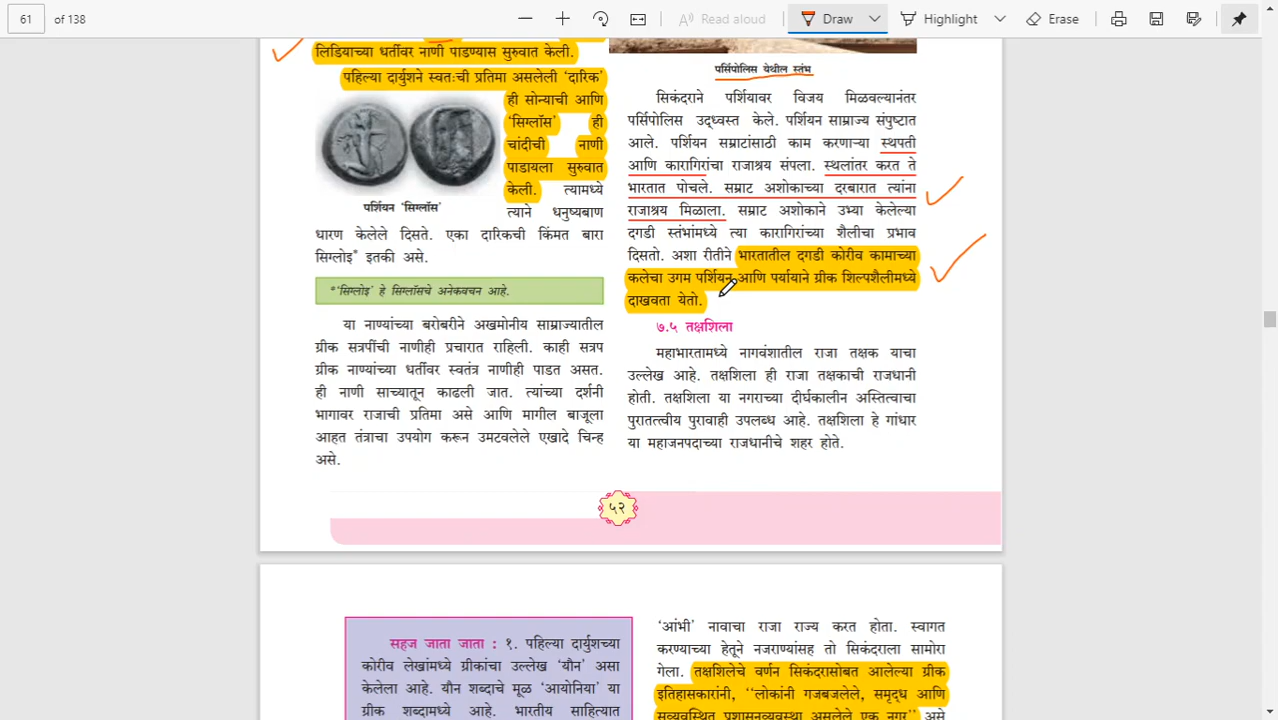 61 of 138
Read aloud
Draw
Highlight
Erase
लिडियाच्या धर्तीवर नाणी पाडण्यास सुरुवात केली.
पहिल्या दार्युशने स्वतःची प्रतिमा असलेली ‘दारिक’
ही सोन्याची आणि
‘सिग्लॉस’ ही
चांदीची नाणी
पाडायला सुरुवात
केली. त्यामध्ये
त्याने धनुष्यबाण
पर्शियन ‘सिग्लॉस’
धारण केलेले दिसते. एका दारिकची किंमत बारा
सिग्लोइ* इतकी असे.
*‘सिग्लोइ’ हे सिग्लॉसचे अनेकवचन आहे.
या नाण्यांच्या बरोबरीने अखमोनीय साम्राज्यातील
ग्रीक सत्रपींची नाणीही प्रचारात राहिली. काही सत्रप
ग्रीक नाण्यांच्या धर्तीवर स्वतंत्र नाणीही पाडत असत.
ही नाणी साच्यातून काढली जात. त्यांच्या दर्शनी
भागावर राजाची प्रतिमा असे आणि मागील बाजूला
आहत तंत्राचा उपयोग करून उमटवलेले एखादे चिन्ह
असे.
पर्सिपोलिस येथील स्तंभ
सिकंदराने पर्शियावर विजय मिळवल्यानंतर
पर्सिपोलिस उद्ध्वस्त केले. पर्शियन साम्राज्य संपुष्टात
आले. पर्शियन सम्राटांसाठी काम करणाऱ्या स्थपती
आणि कारागिरांचा राजाश्रय संपला. स्थलांतर करत ते
भारतात पोचले. सम्राट अशोकाच्या दरबारात त्यांना
राजाश्रय मिळाला. सम्राट अशोकाने उभ्या केलेल्या
दगडी स्तंभांमध्ये त्या कारागिरांच्या शैलीचा प्रभाव
दिसतो. अशा रीतीने भारतातील दगडी कोरीव कामाच्या
कलेचा उगम पर्शियन आणि पर्यायाने ग्रीक शिल्पशैलीमध्ये
दाखवता येतो.
७.५ तक्षशिला
महाभारतामध्ये नागवंशातील राजा तक्षक याचा
उल्लेख आहे. तक्षशिला ही राजा तक्षकाची राजधानी
होती. तक्षशिला या नगराच्या दीर्घकालीन अस्तित्वाचा
पुरातत्त्वीय पुरावाही उपलब्ध आहे. तक्षशिला हे गांधार
या महाजनपदाच्या राजधानीचे शहर होते.
५२
सहज जाता जाता : १. पहिल्या दार्युशच्या
कोरीव लेखांमध्ये ग्रीकांचा उल्लेख ‘यौन’ असा
केलेला आहे. यौन शब्दाचे मूळ ‘आयोनिया’ या
ग्रीक शब्दामध्ये आहे. भारतीय साहित्यात
‘आंभी’ नावाचा राजा राज्य करत होता. स्वागत
करण्याच्या हेतूने नजराण्यांसह तो सिकंदराला सामोरा
गेला. तक्षशिलेचे वर्णन सिकंदरासोबत आलेल्या ग्रीक
इतिहासकारांनी, ‘‘लोकांनी गजबजलेले, समृद्ध आणि
सुव्यवस्थित प्रशासनव्यवस्था असलेले एक नगर’’ असे